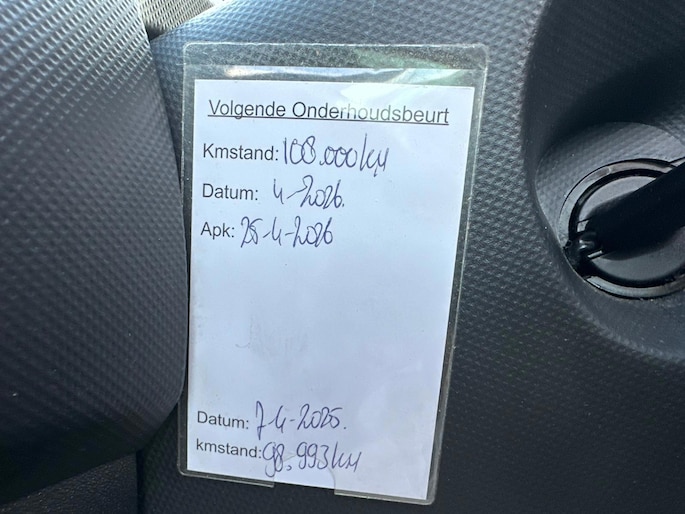 Volgende Onderhoudsbeurt
Kmstand: 108.000km
Datum: 4-2026.
Apk: 25-4-2026
Datum: 7-4-2025.
kmstand: 98.993km